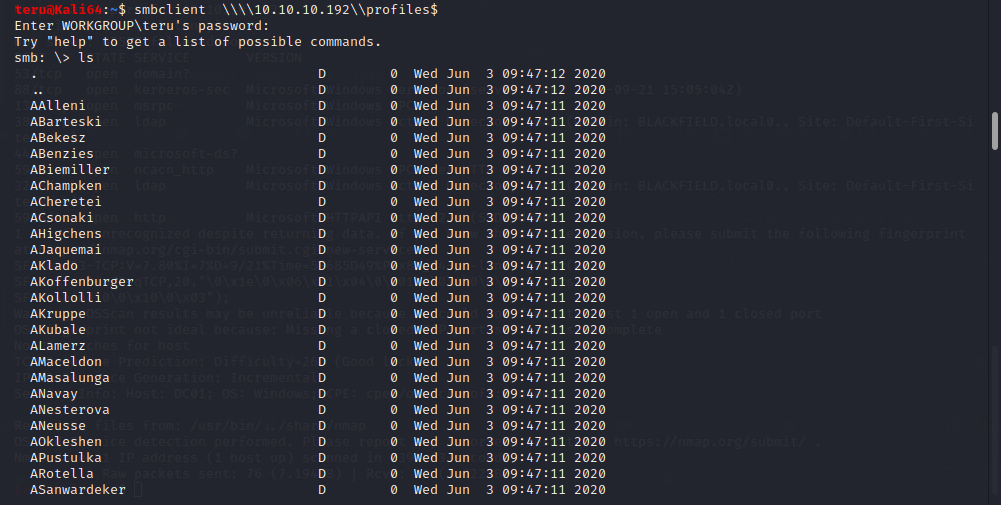 teru@Kali64:~$ smbclient  \\\\10.10.10.192\\profiles$
Enter WORKGROUP\teru's password:
Try "help" to get a list of possible commands.
smb: \> ls
  .                                   D        0  Wed Jun  3 09:47:12 2020
  ..                                  D        0  Wed Jun  3 09:47:12 2020
  AAlleni                             D        0  Wed Jun  3 09:47:11 2020
  ABarteski                           D        0  Wed Jun  3 09:47:11 2020
  ABekesz                             D        0  Wed Jun  3 09:47:11 2020
  ABenzies                            D        0  Wed Jun  3 09:47:11 2020
  ABiemiller                          D        0  Wed Jun  3 09:47:11 2020
  AChampken                           D        0  Wed Jun  3 09:47:11 2020
  ACheretei                           D        0  Wed Jun  3 09:47:11 2020
  ACsonaki                            D        0  Wed Jun  3 09:47:11 2020
  AHigchens                           D        0  Wed Jun  3 09:47:11 2020
  AJaquemai                           D        0  Wed Jun  3 09:47:11 2020
  AKlado                              D        0  Wed Jun  3 09:47:11 2020
  AKoffenburger                       D        0  Wed Jun  3 09:47:11 2020
  AKollolli                           D        0  Wed Jun  3 09:47:11 2020
  AKruppe                             D        0  Wed Jun  3 09:47:11 2020
  AKubale                             D        0  Wed Jun  3 09:47:11 2020
  ALamerz                             D        0  Wed Jun  3 09:47:11 2020
  AMaceldon                           D        0  Wed Jun  3 09:47:11 2020
  AMasalunga                          D        0  Wed Jun  3 09:47:11 2020
  ANavay                              D        0  Wed Jun  3 09:47:11 2020
  ANesterova                          D        0  Wed Jun  3 09:47:11 2020
  ANeusse                             D        0  Wed Jun  3 09:47:11 2020
  AOkleshen                           D        0  Wed Jun  3 09:47:11 2020
  APustulka                           D        0  Wed Jun  3 09:47:11 2020
  ARotella                            D        0  Wed Jun  3 09:47:11 2020
  ASanwardeker                        D        0  Wed Jun  3 09:47:11 2020